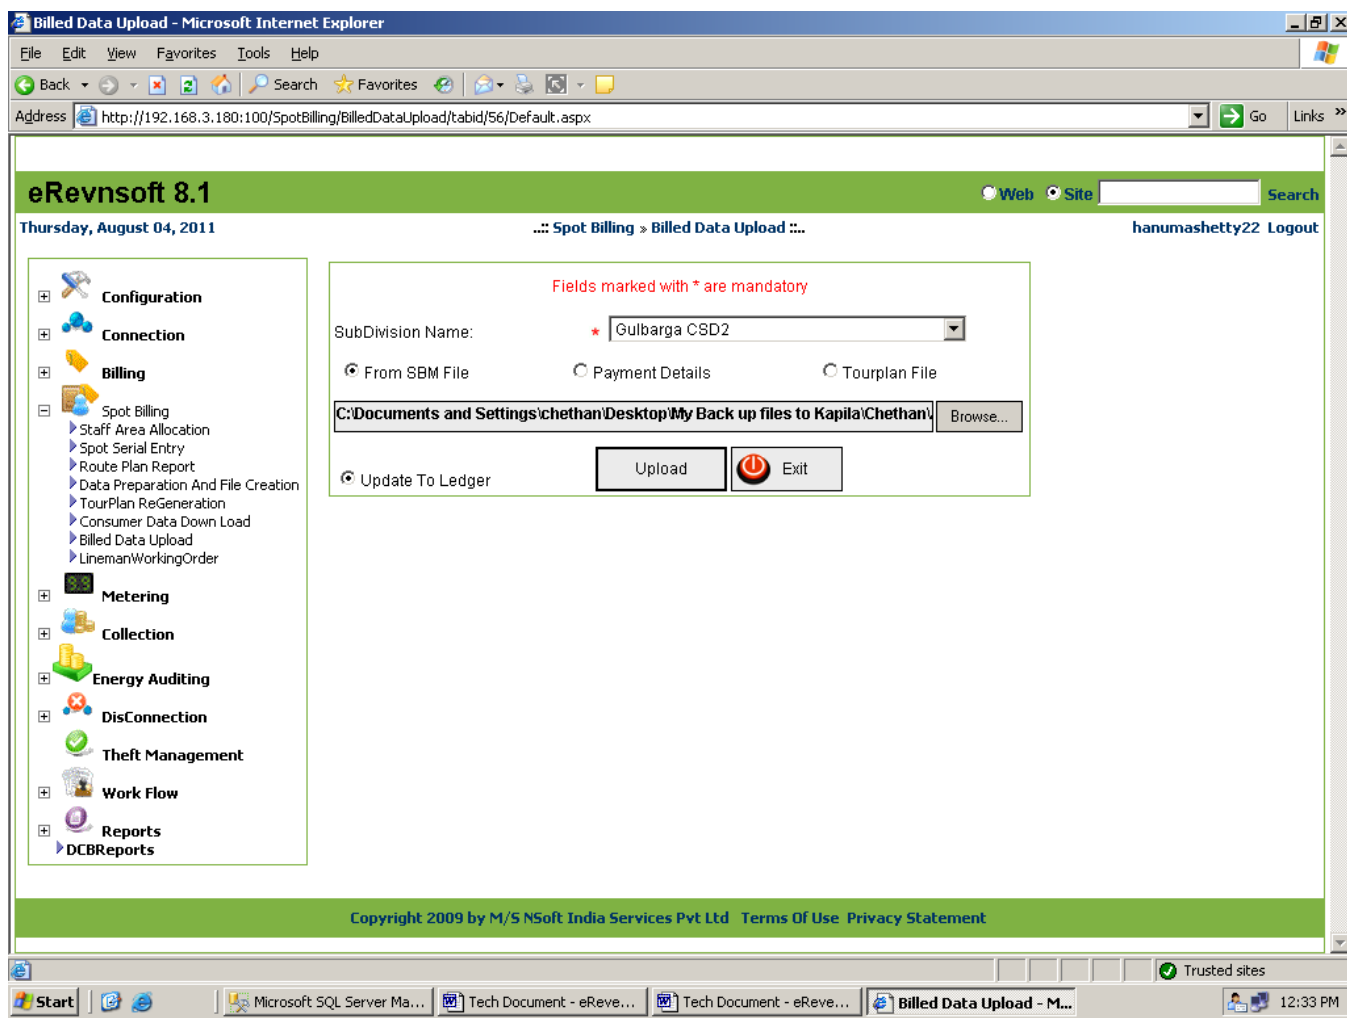 Billed Data Upload - Microsoft Internet Explorer
File Edit View Favorites Tools Help
Back Search Favorites
Address http://192.168.3.180:100/SpotBilling/BilledDataUpload/tabid/56/Default.aspx Go Links »
eRevnsoft 8.1 Web Site Search
Thursday, August 04, 2011 ..:: Spot Billing » Billed Data Upload ::.. hanumashetty22 Logout
Fields marked with * are mandatory
SubDivision Name: * Gulbarga CSD2
From SBM File Payment Details Tourplan File
C:\Documents and Settings\chethan\Desktop\My Back up files to Kapila\Chethan\ Browse...
Update To Ledger Upload Exit
Configuration
Connection
Billing
Spot Billing
Staff Area Allocation
Spot Serial Entry
Route Plan Report
Data Preparation And File Creation
TourPlan ReGeneration
Consumer Data Down Load
Billed Data Upload
LinemanWorkingOrder
Metering
Collection
Energy Auditing
DisConnection
Theft Management
Work Flow
Reports
DCBReports
Copyright 2009 by M/S NSoft India Services Pvt Ltd Terms Of Use Privacy Statement
Trusted sites
Start Microsoft SQL Server Ma... Tech Document - eReve... Tech Document - eReve... Billed Data Upload - M... 12:33 PM